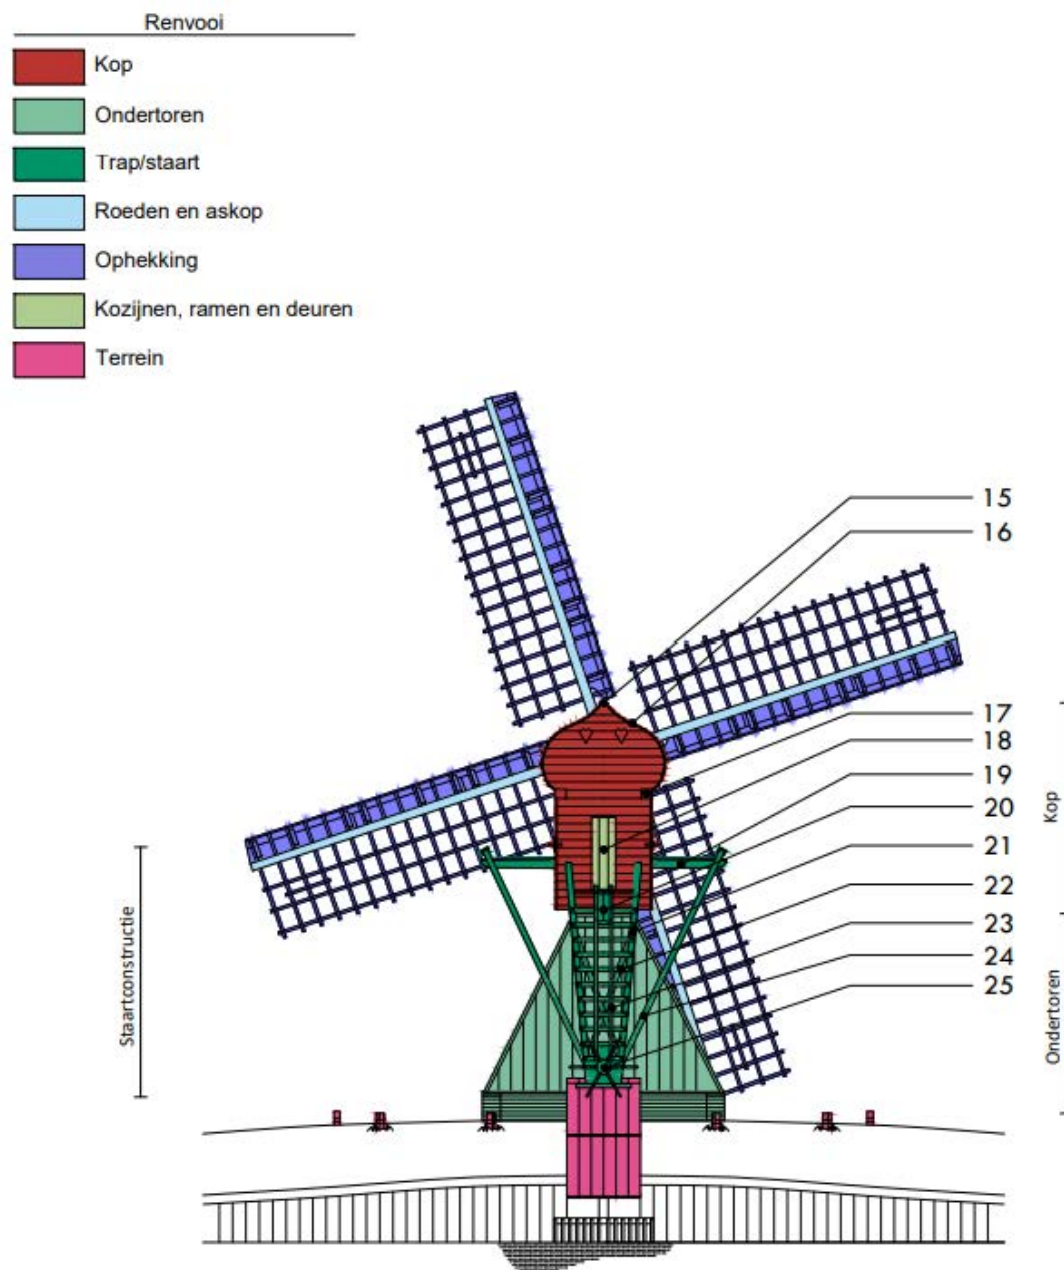 Renvooi
Kop
Ondertoren
Trap/staart
Roeden en askop
Ophekking
Kozijnen, ramen en deuren
Terrein
15
16
17
18
19
20
21
22
23
24
25
Kop
Ondertoren
Staartconstructie